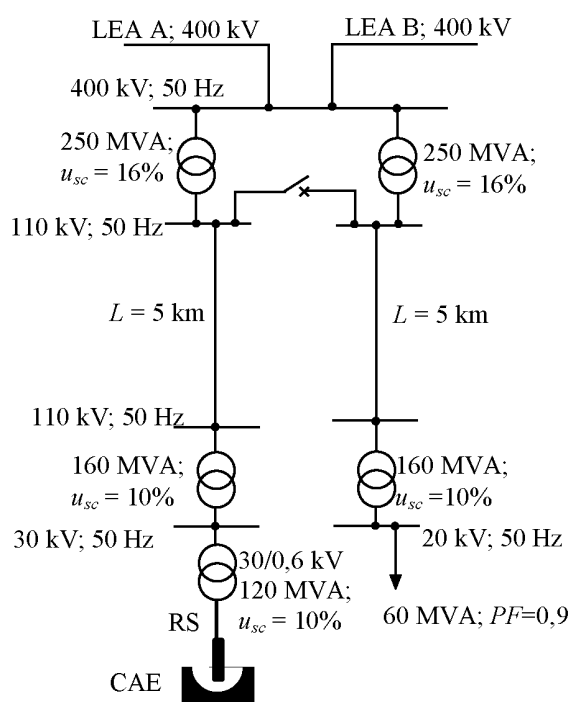 LEA A; 400 kV
LEA B; 400 kV
400 kV; 50 Hz
250 MVA;
u_sc = 16%
250 MVA;
u_sc = 16%
110 kV; 50 Hz
L = 5 km
L = 5 km
110 kV; 50 Hz
160 MVA;
u_sc = 10%
160 MVA;
u_sc =10%
30 kV; 50 Hz
20 kV; 50 Hz
30/0,6 kV
120 MVA;
u_sc = 10%
60 MVA; PF=0,9
RS
CAE